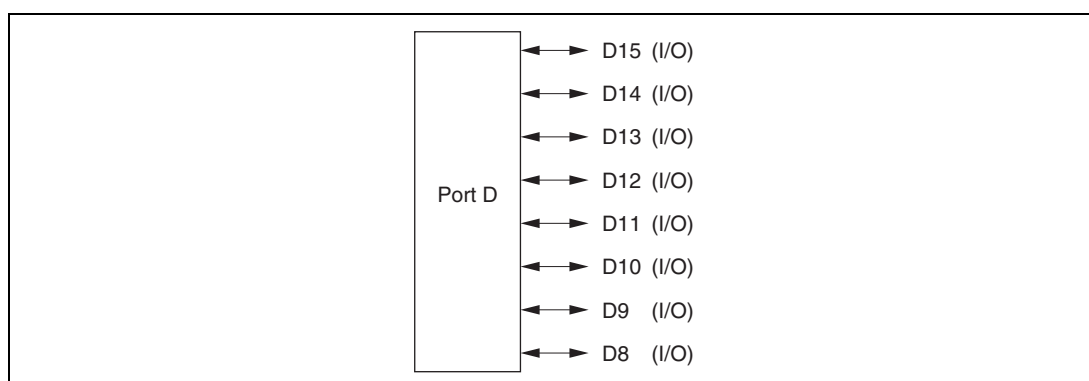 D15 (I/O)
D14 (I/O)
D13 (I/O)
D12 (I/O)
Port D
D11 (I/O)
D10 (I/O)
D9 (I/O)
D8 (I/O)